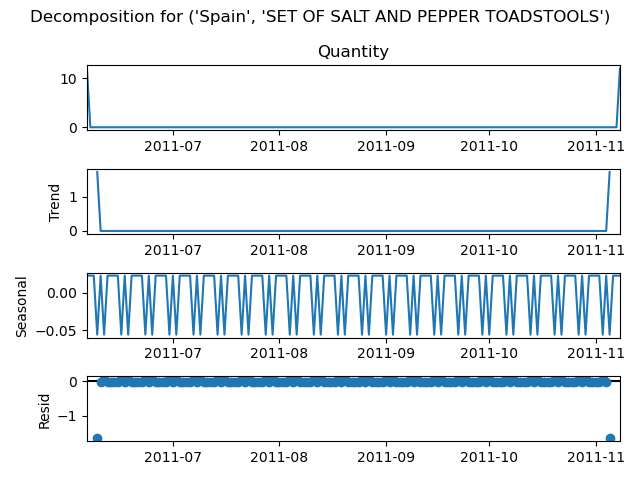 Decomposition for ('Spain', 'SET OF SALT AND PEPPER TOADSTOOLS')
Quantity
10
0
2011-07 2011-08 2011-09 2011-10 2011-11
Trend
1
0
2011-07 2011-08 2011-09 2011-10 2011-11
Seasonal
0.00
−0.05
2011-07 2011-08 2011-09 2011-10 2011-11
Resid
0
−1
2011-07 2011-08 2011-09 2011-10 2011-11